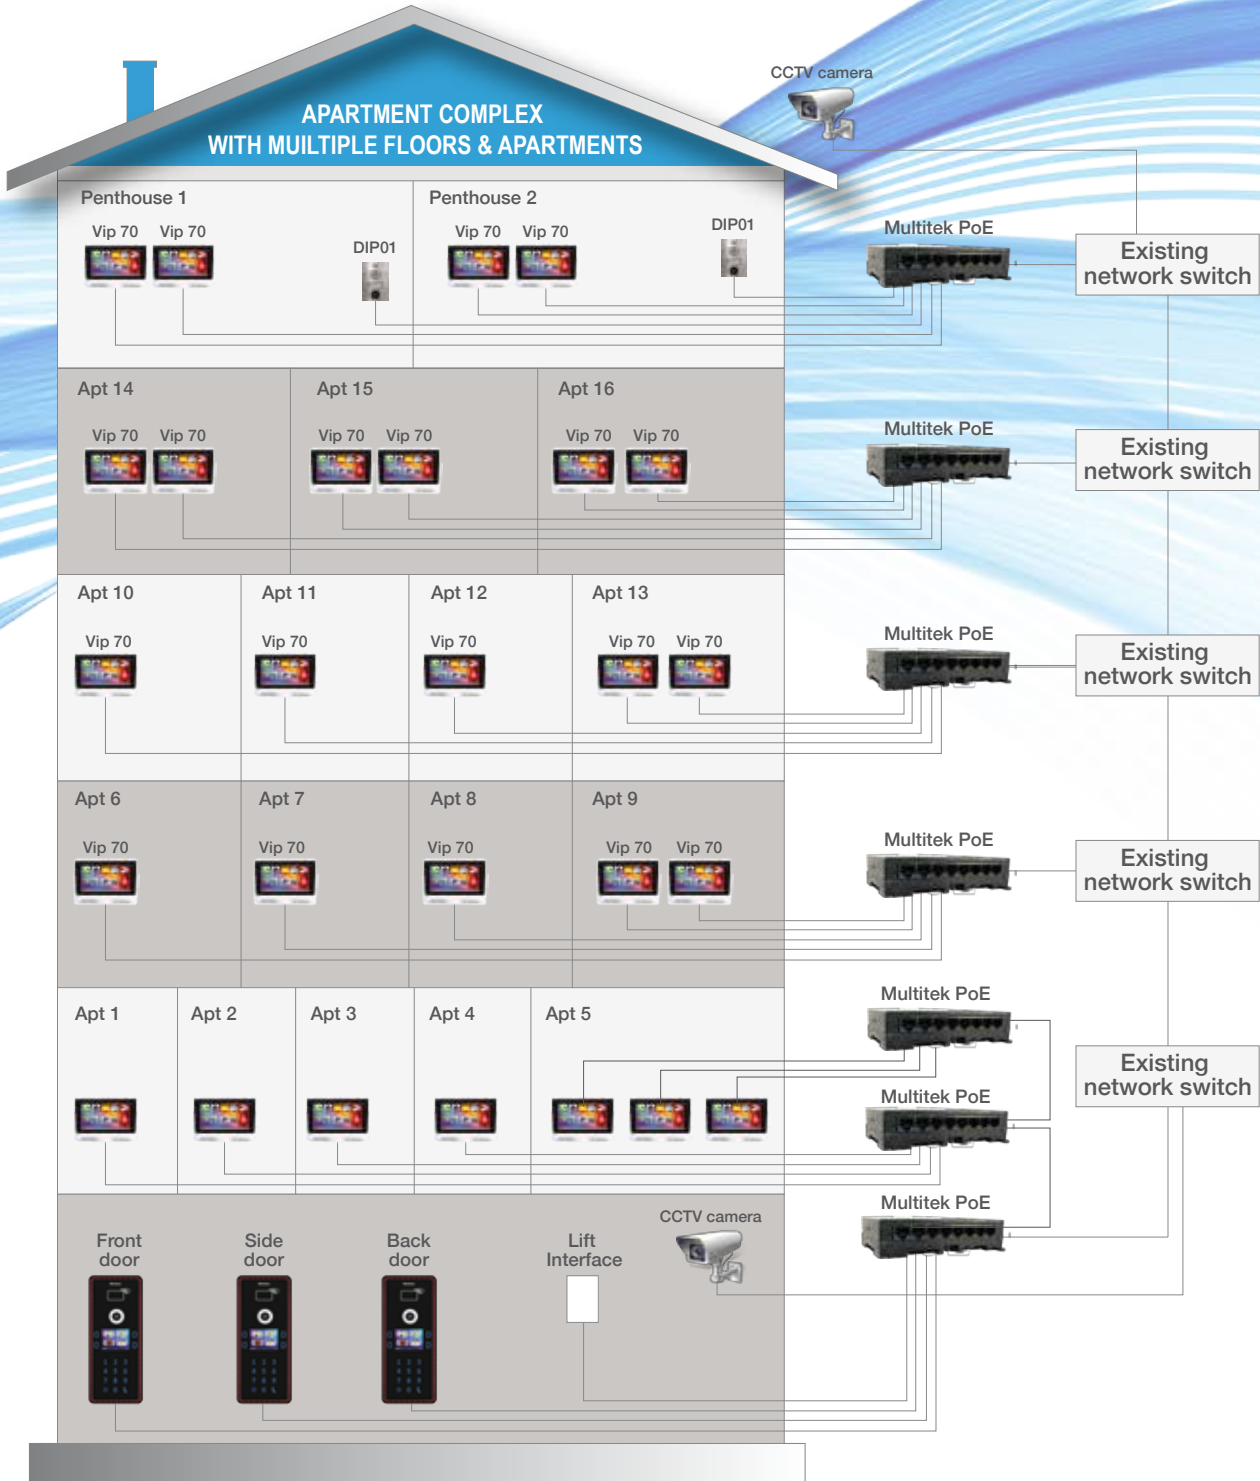 CCTV camera
APARTMENT COMPLEX
WITH MUILTIPLE FLOORS & APARTMENTS
Penthouse 1
Penthouse 2
Vip 70 Vip 70
DIP01
Vip 70 Vip 70
DIP01
Multitek PoE
Existing
network switch
Apt 14
Apt 15
Apt 16
Vip 70 Vip 70
Vip 70 Vip 70
Vip 70 Vip 70
Multitek PoE
Existing
network switch
Apt 10
Apt 11
Apt 12
Apt 13
Vip 70
Vip 70
Vip 70
Vip 70 Vip 70
Multitek PoE
Existing
network switch
Apt 6
Apt 7
Apt 8
Apt 9
Vip 70
Vip 70
Vip 70
Vip 70 Vip 70
Multitek PoE
Existing
network switch
Apt 1
Apt 2
Apt 3
Apt 4
Apt 5
Multitek PoE
Existing
network switch
Multitek PoE
Multitek PoE
Front
door
Side
door
Back
door
Lift
Interface
CCTV camera